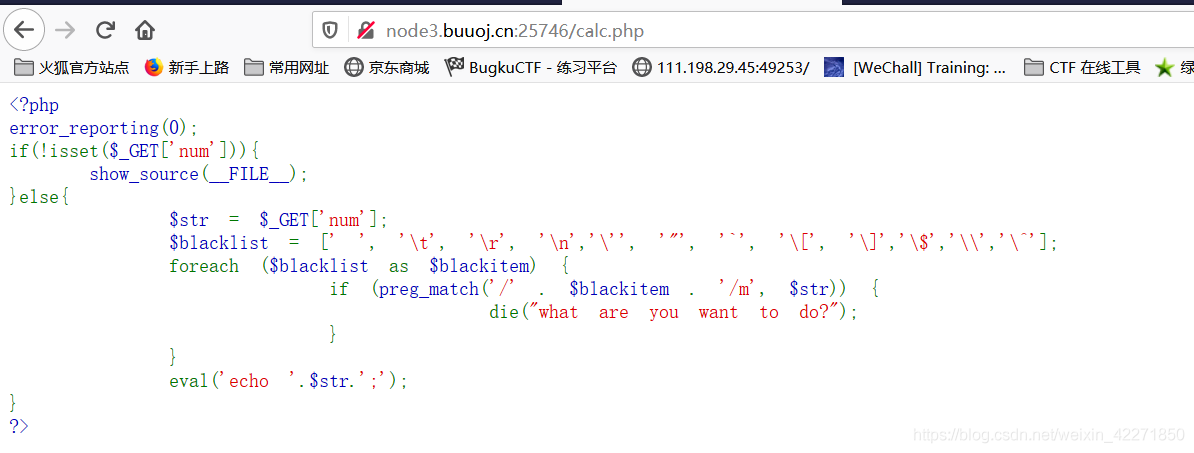 node3.buuoj.cn:25746/calc.php
火狐官方站点 新手上路 常用网址 京东商城 BugkuCTF - 练习平台 111.198.29.45:49253/ [WeChall] Training: ... CTF 在线工具 绿
<?php
error_reporting(0);
if(!isset($_GET['num'])){
        show_source(__FILE__);
}else{
                $str = $_GET['num'];
                $blacklist = [' ', '\t', '\r', '\n','\'', '"', '`', '\[', '\]','\$','\\','\^'];
                foreach ($blacklist as $blackitem) {
                                if (preg_match('/' . $blackitem . '/m', $str)) {
                                                die("what are you want to do?");
                                }
                }
                eval('echo '.$str.';');
}
?>
https://blog.csdn.net/weixin_42271850